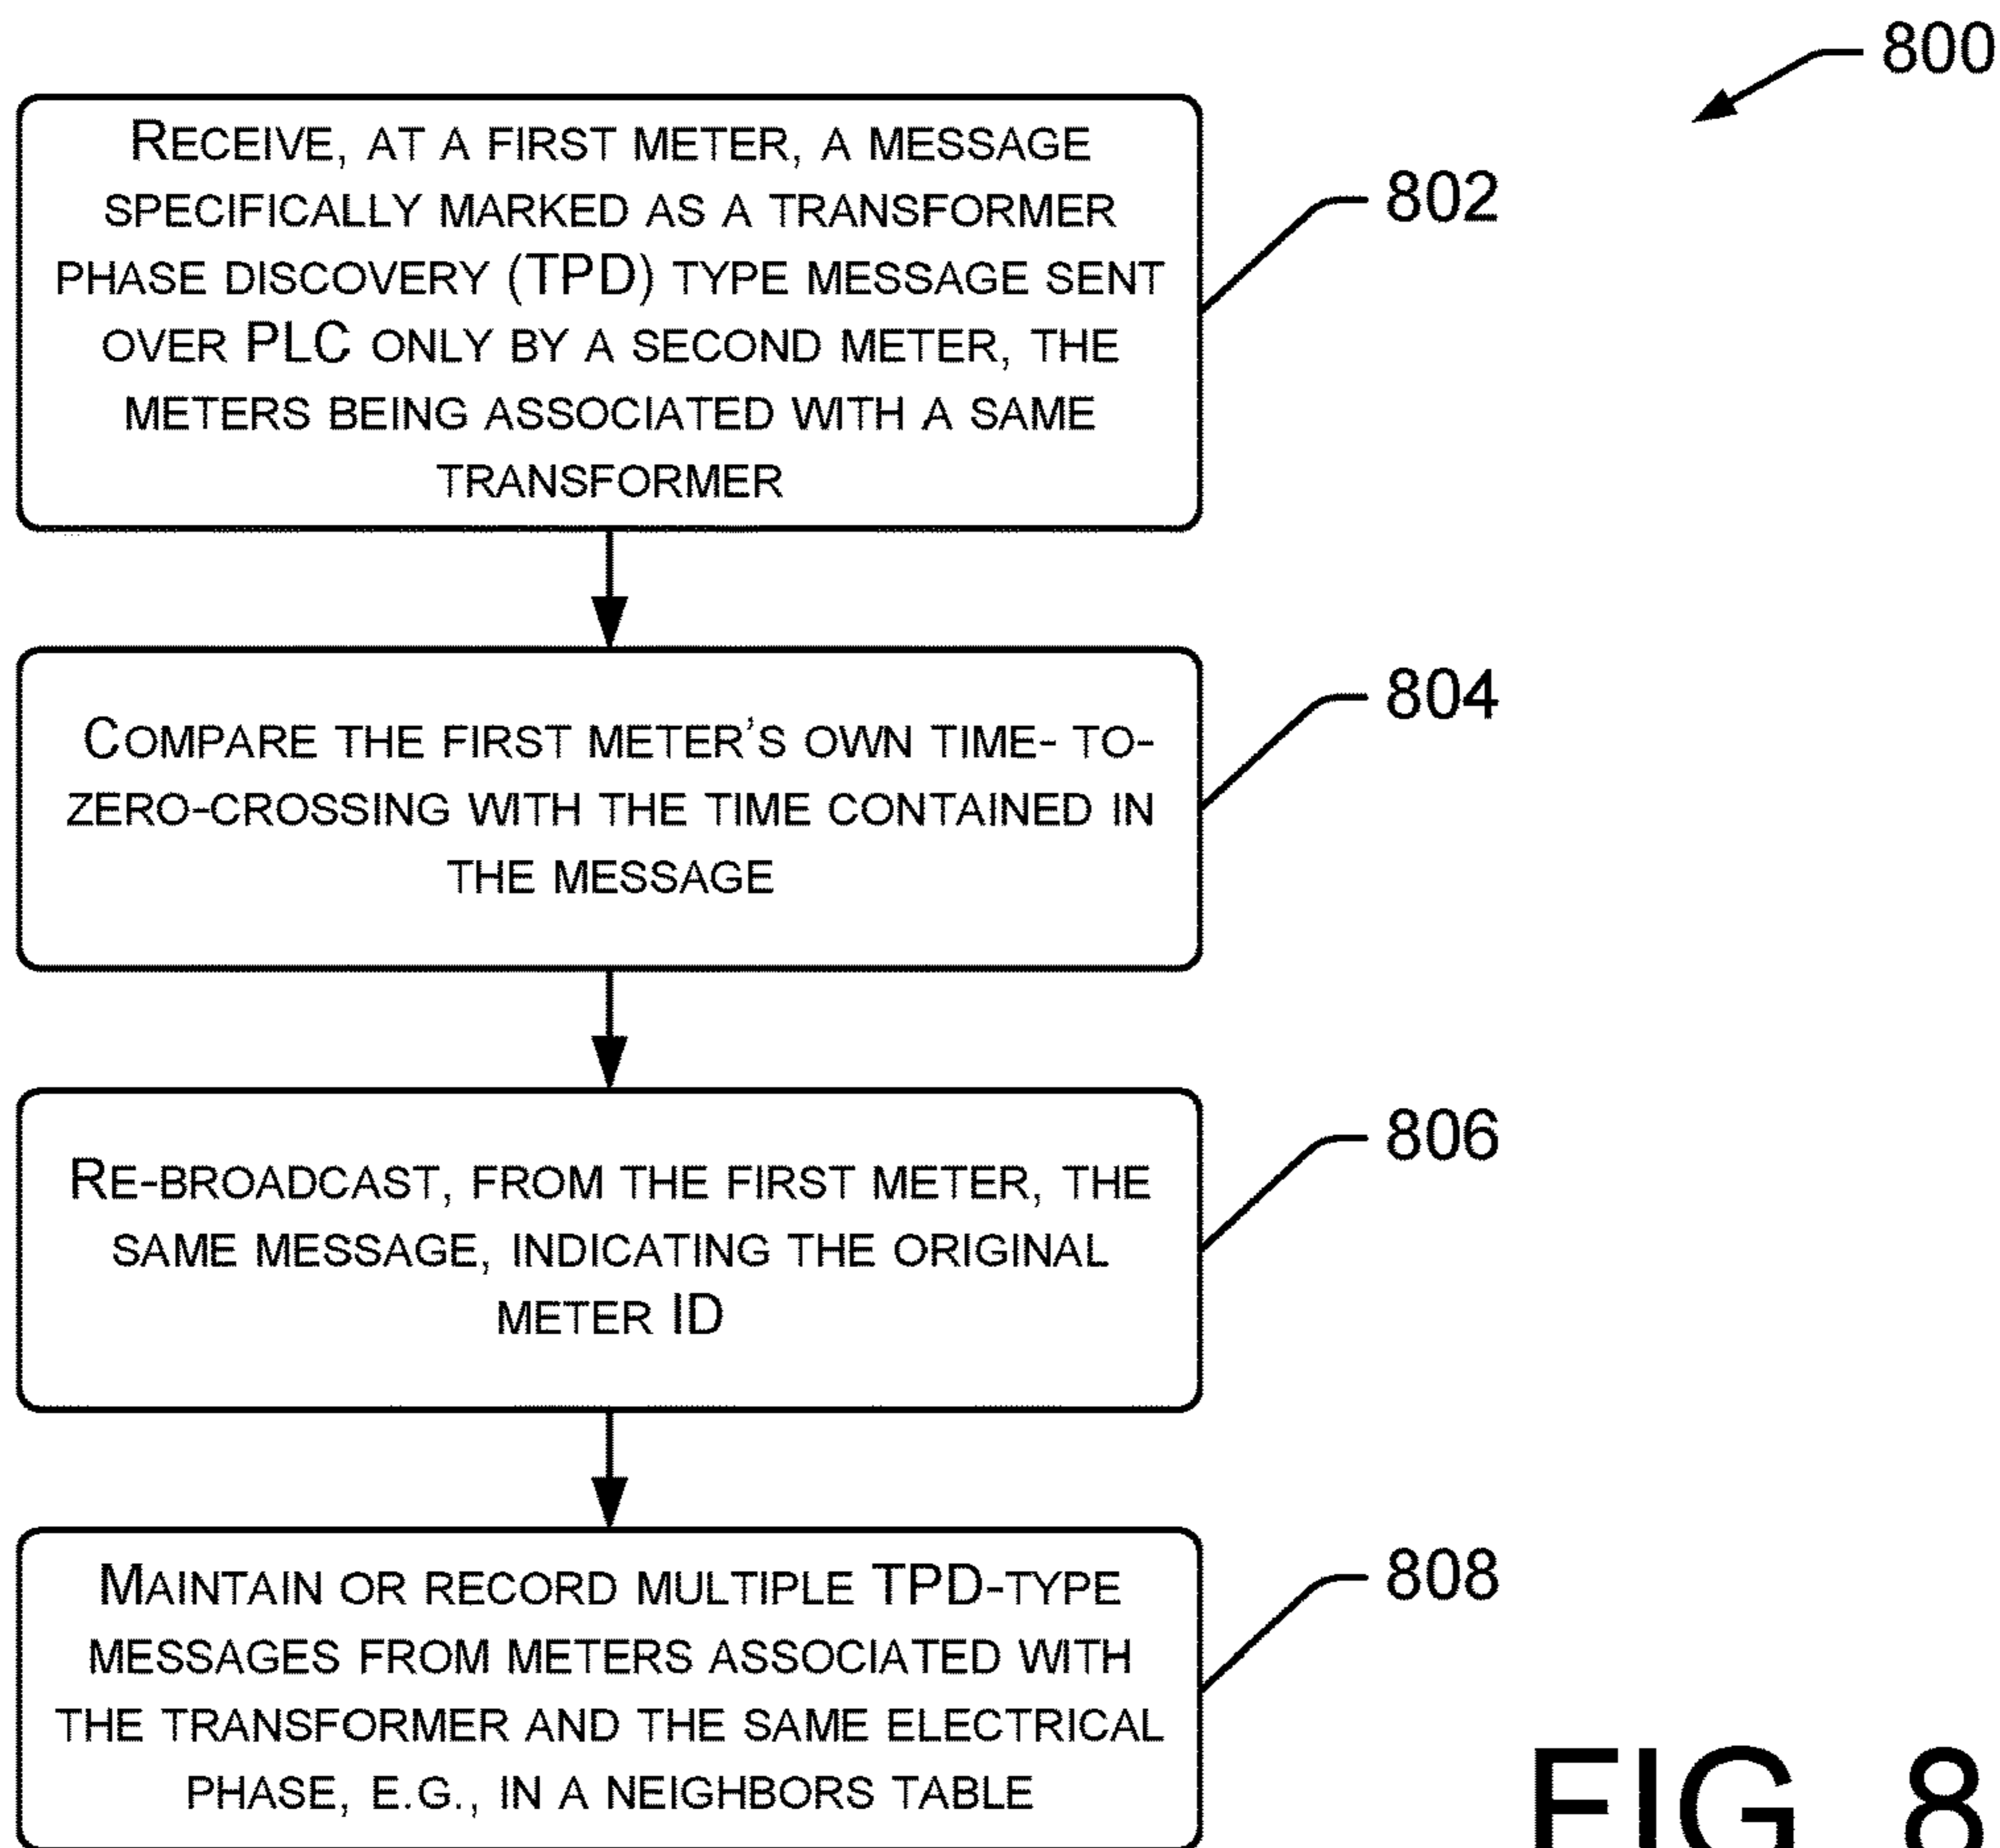 800
RECEIVE, AT A FIRST METER, A MESSAGE
SPECIFICALLY MARKED AS A TRANSFORMER
PHASE DISCOVERY (TPD) TYPE MESSAGE SENT
OVER PLC ONLY BY A SECOND METER, THE
METERS BEING ASSOCIATED WITH A SAME
TRANSFORMER
802
COMPARE THE FIRST METER'S OWN TIME- TO-
ZERO-CROSSING WITH THE TIME CONTAINED IN
THE MESSAGE
804
RE-BROADCAST, FROM THE FIRST METER, THE
SAME MESSAGE, INDICATING THE ORIGINAL
METER ID
806
MAINTAIN OR RECORD MULTIPLE TPD-TYPE
MESSAGES FROM METERS ASSOCIATED WITH
THE TRANSFORMER AND THE SAME ELECTRICAL
PHASE, E.G., IN A NEIGHBORS TABLE
808
FIG. 8